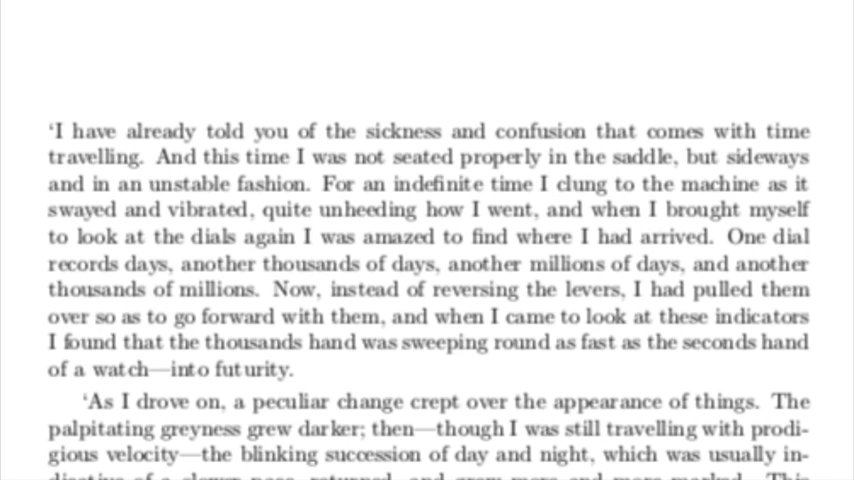 ‘I have already told you of the sickness and confusion that comes with time
travelling. And this time I was not seated properly in the saddle, but sideways
and in an unstable fashion. For an indefinite time I clung to the machine as it
swayed and vibrated, quite unheeding how I went, and when I brought myself
to look at the dials again I was amazed to find where I had arrived. One dial
records days, another thousands of days, another millions of days, and another
thousands of millions. Now, instead of reversing the levers, I had pulled them
over so as to go forward with them, and when I came to look at these indicators
I found that the thousands hand was sweeping round as fast as the seconds hand
of a watch—into futurity.
‘As I drove on, a peculiar change crept over the appearance of things. The
palpitating greyness grew darker; then—though I was still travelling with prodi-
gious velocity—the blinking succession of day and night, which was usually in-